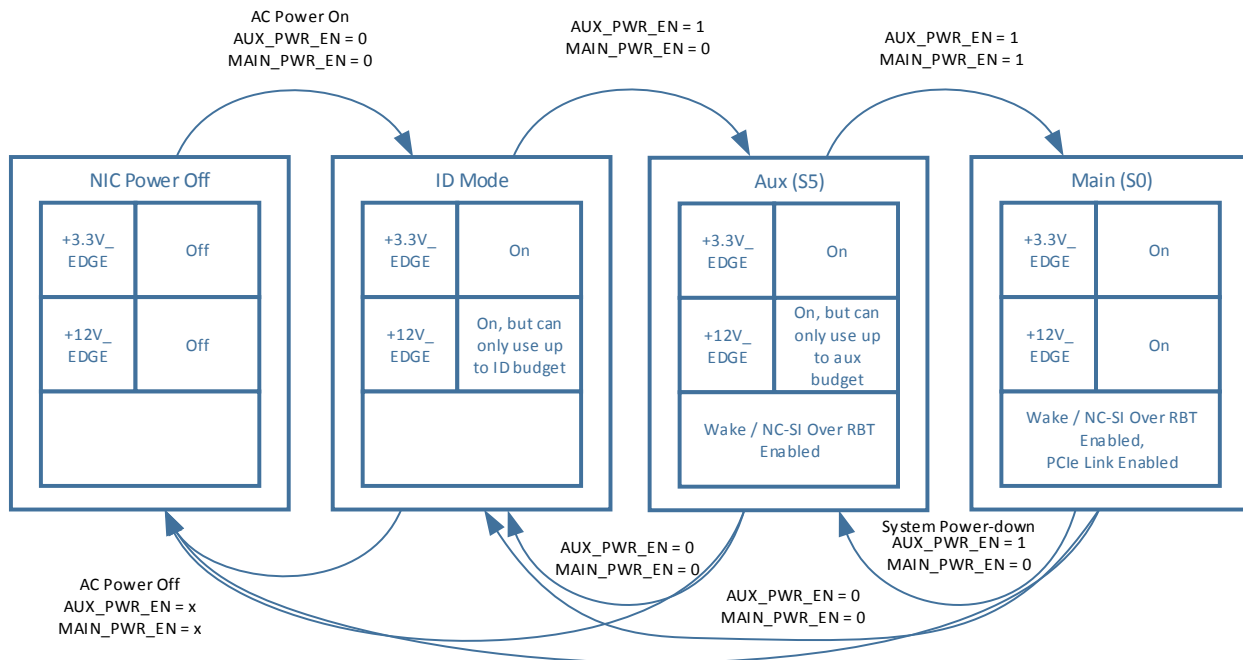 AC Power On
AUX_PWR_EN = 0
MAIN_PWR_EN = 0
AUX_PWR_EN = 1
MAIN_PWR_EN = 0
AUX_PWR_EN = 1
MAIN_PWR_EN = 1
NIC Power Off
+3.3V_
EDGE
Off
+12V_
EDGE
Off
ID Mode
+3.3V_
EDGE
On
+12V_
EDGE
On, but can
only use up
to ID budget
Aux (S5)
+3.3V_
EDGE
On
+12V_
EDGE
On, but can
only use up
to aux
budget
Wake / NC-SI Over RBT
Enabled
Main (S0)
+3.3V_
EDGE
On
+12V_
EDGE
On
Wake / NC-SI Over RBT
Enabled,
PCIe Link Enabled
AC Power Off
AUX_PWR_EN = x
MAIN_PWR_EN = x
AUX_PWR_EN = 0
MAIN_PWR_EN = 0
System Power-down
AUX_PWR_EN = 1
MAIN_PWR_EN = 0
AUX_PWR_EN = 0
MAIN_PWR_EN = 0